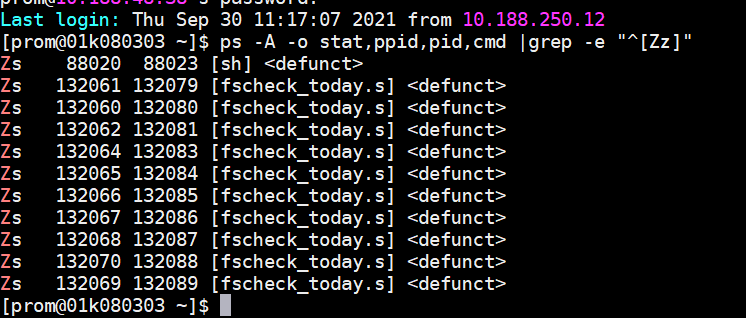 Last login: Thu Sep 30 11:17:07 2021 from 10.188.250.12
[prom@01k080303 ~]$ ps -A -o stat,ppid,pid,cmd |grep -e "^[Zz]"
Zs    88020  88023 [sh] <defunct>
Zs   132061 132079 [fscheck_today.s] <defunct>
Zs   132060 132080 [fscheck_today.s] <defunct>
Zs   132062 132081 [fscheck_today.s] <defunct>
Zs   132064 132083 [fscheck_today.s] <defunct>
Zs   132065 132084 [fscheck_today.s] <defunct>
Zs   132066 132085 [fscheck_today.s] <defunct>
Zs   132067 132086 [fscheck_today.s] <defunct>
Zs   132068 132087 [fscheck_today.s] <defunct>
Zs   132070 132088 [fscheck_today.s] <defunct>
Zs   132069 132089 [fscheck_today.s] <defunct>
[prom@01k080303 ~]$